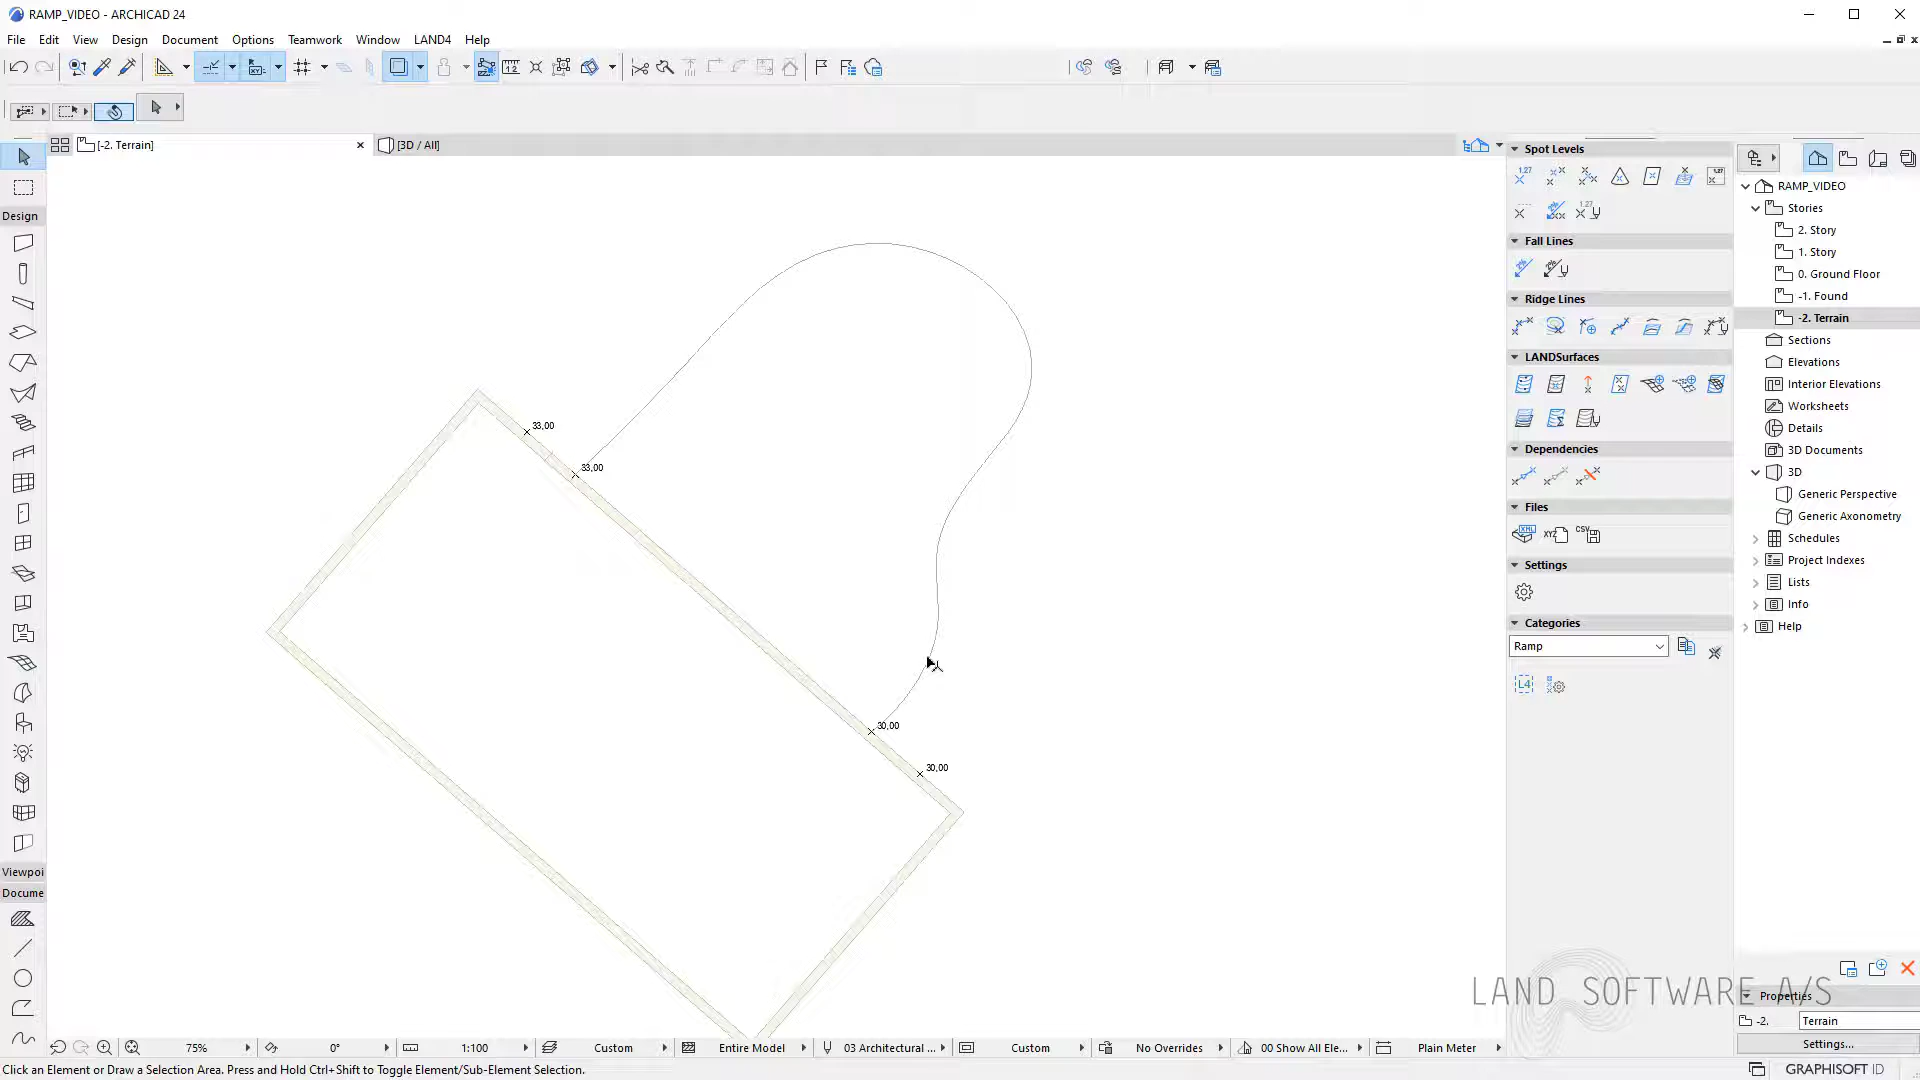 RAMP_VIDEO - ARCHICAD 24
File Edit View Design Document Options Teamwork Window LAND4 Help
[-2. Terrain]
[3D / All]
Design
Viewpoi
Docume
33,00
33,00
30,00
30,00
Spot Levels
Fall Lines
Ridge Lines
LANDSurfaces
Dependencies
Files
Settings
Categories
Ramp
RAMP_VIDEO
Stories
2. Story
1. Story
0. Ground Floor
-1. Found
-2. Terrain
Sections
Elevations
Interior Elevations
Worksheets
Details
3D Documents
3D
Generic Perspective
Generic Axonometry
Schedules
Project Indexes
Lists
Info
Help
LAND SOFTWARE A/S
Properties
-2. Terrain
Settings...
75% 0° 1:100 Custom Entire Model 03 Architectural ... Custom No Overrides 00 Show All Ele... Plain Meter
Click an Element or Draw a Selection Area. Press and Hold Ctrl+Shift to Toggle Element/Sub-Element Selection.
GRAPHISOFT ID